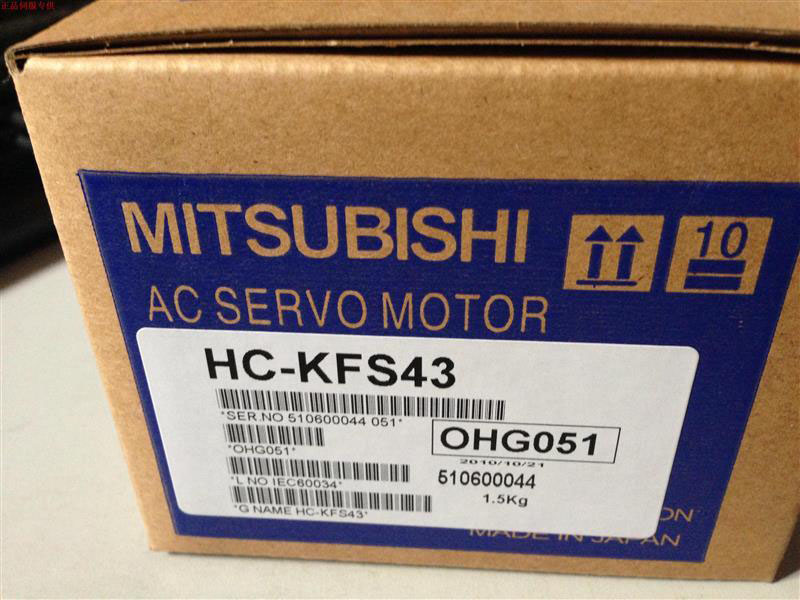 正品伺服专供
MITSUBISHI
10
AC SERVO MOTOR
HC-KFS43
*SER.NO 510600044 051*
OHG051
*OHG051*
2010/10/21
510600044
*L NO IEC60034*
1.5Kg
*G NAME HC-KFS43*
ON
MADE IN JAPAN